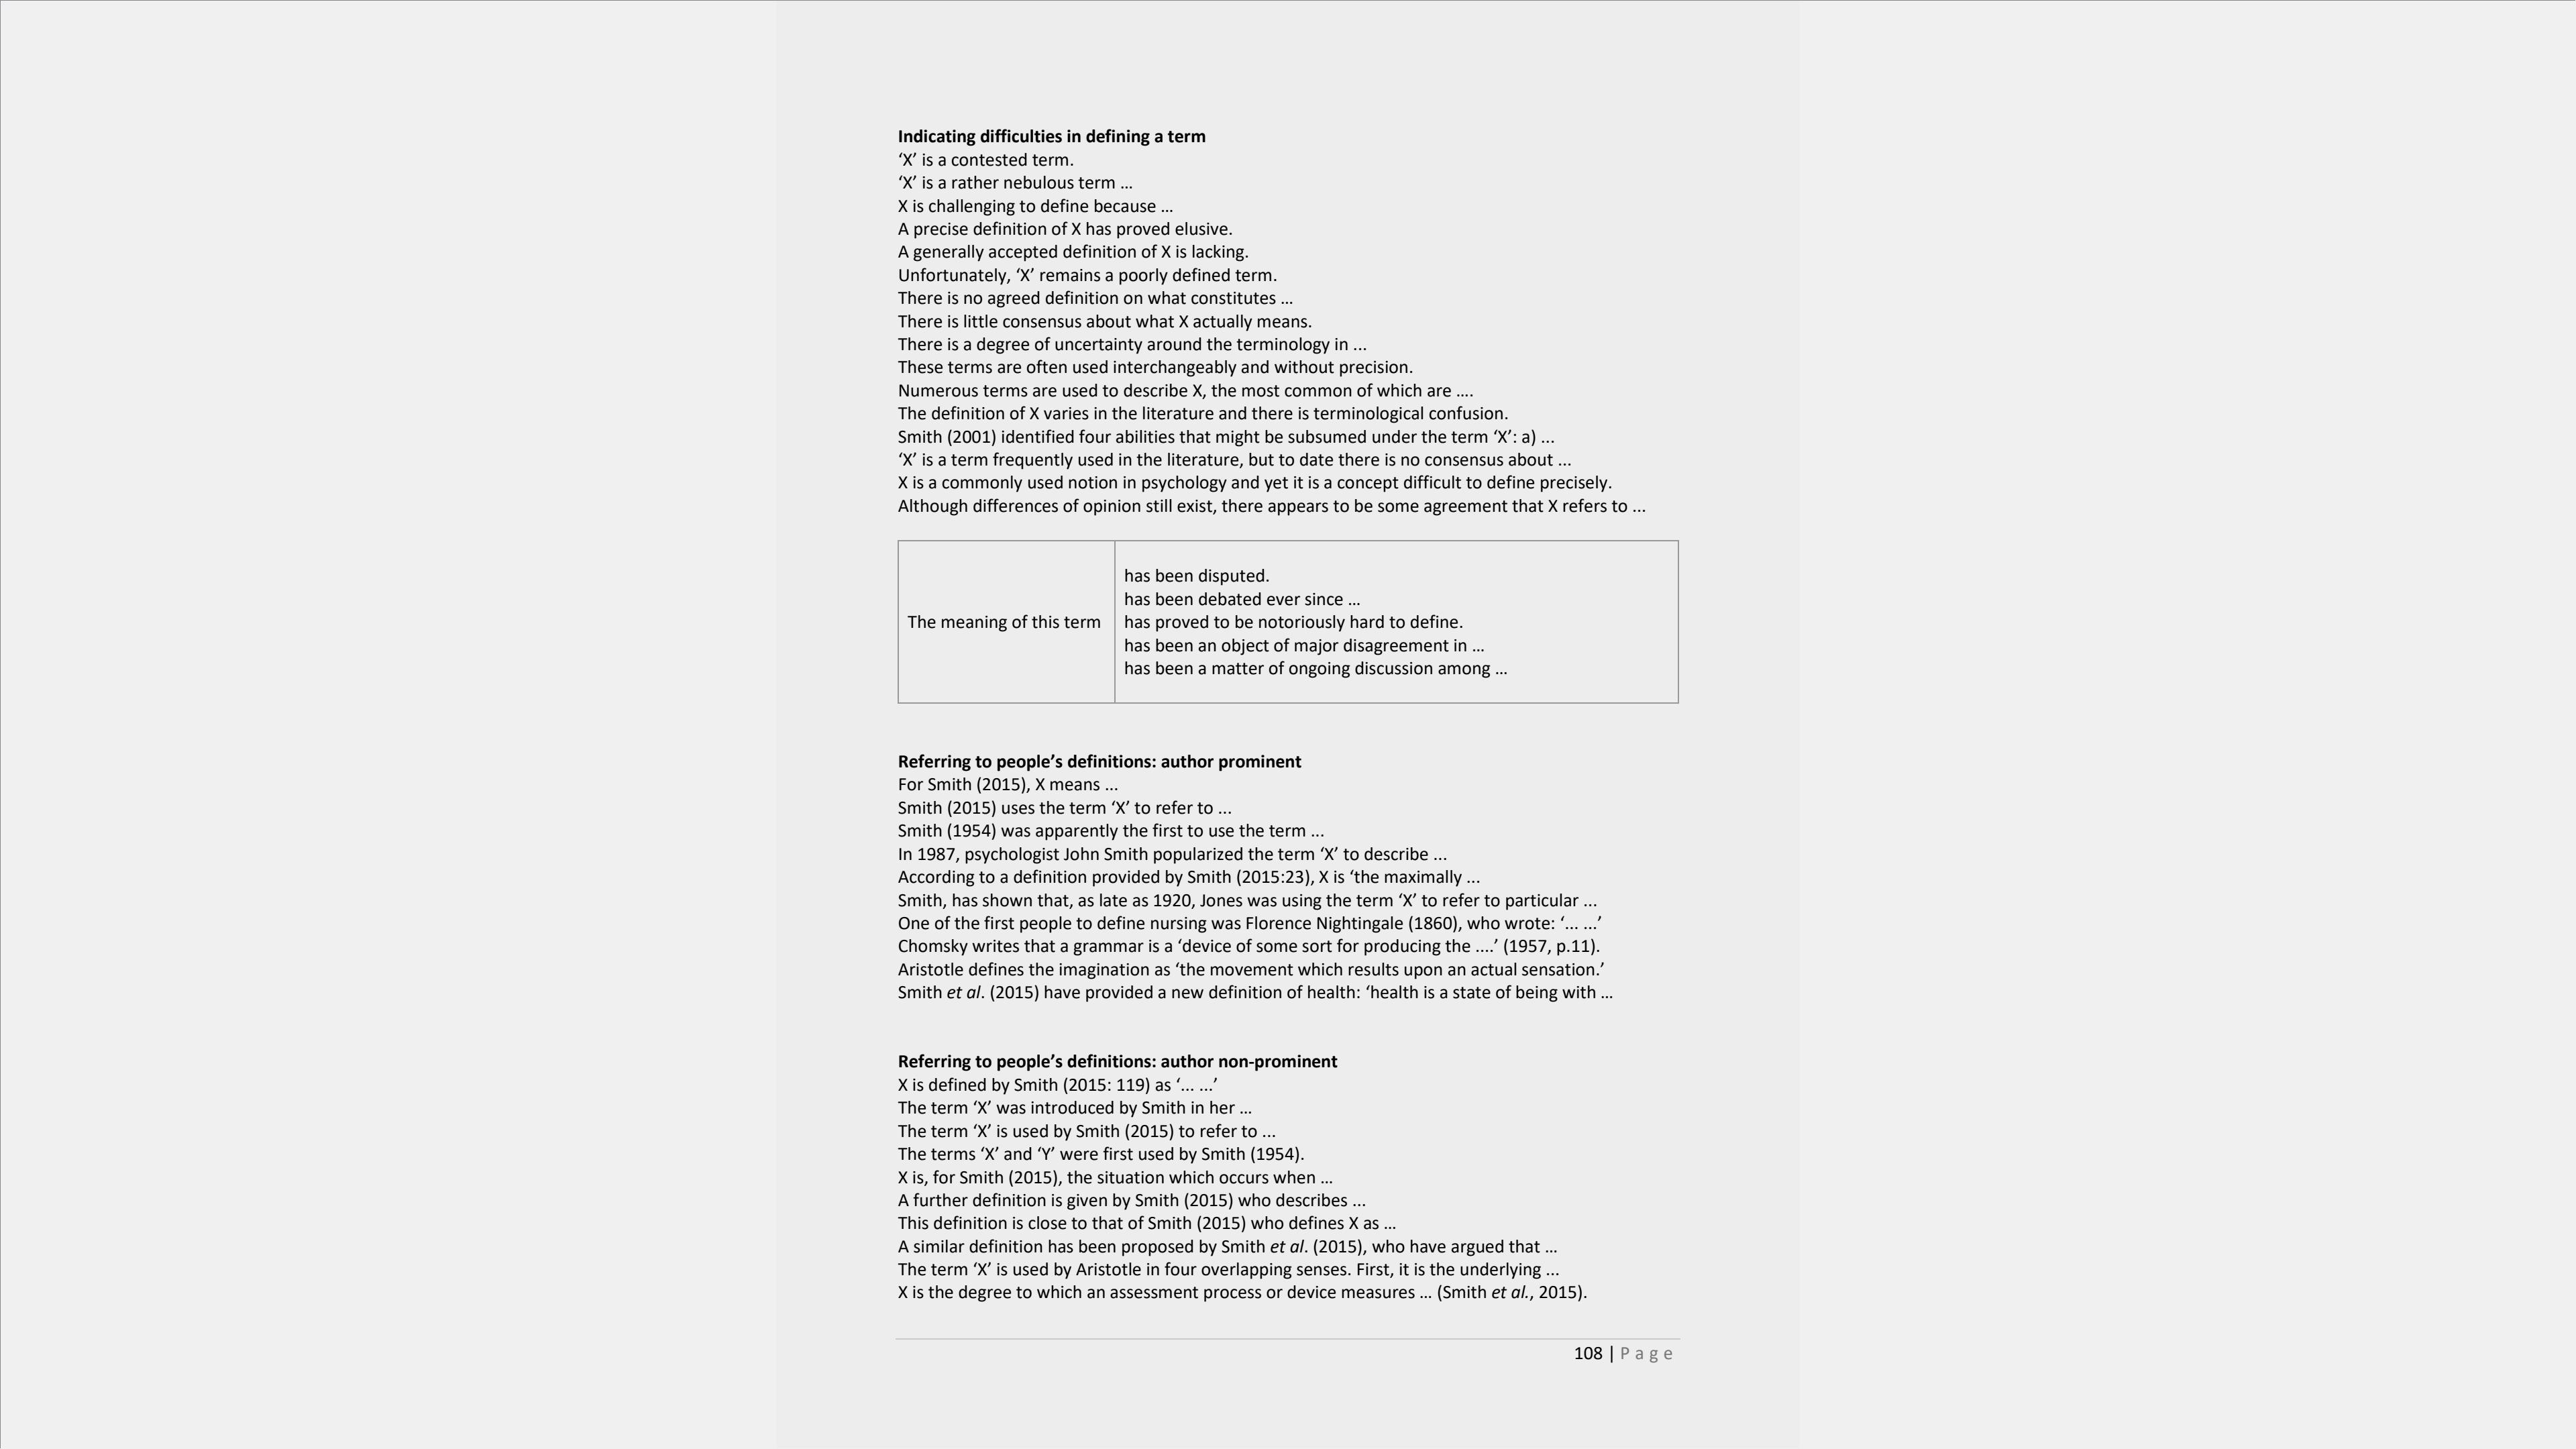 Indicating difficulties in defining a term
‘X’ is a contested term.
‘X’ is a rather nebulous term …
X is challenging to define because …
A precise definition of X has proved elusive.
A generally accepted definition of X is lacking.
Unfortunately, ‘X’ remains a poorly defined term.
There is no agreed definition on what constitutes …
There is little consensus about what X actually means.
There is a degree of uncertainty around the terminology in ...
These terms are often used interchangeably and without precision.
Numerous terms are used to describe X, the most common of which are ….
The definition of X varies in the literature and there is terminological confusion.
Smith (2001) identified four abilities that might be subsumed under the term ‘X’: a) ...
‘X’ is a term frequently used in the literature, but to date there is no consensus about ...
X is a commonly used notion in psychology and yet it is a concept difficult to define precisely.
Although differences of opinion still exist, there appears to be some agreement that X refers to ...
The meaning of this term
has been disputed.
has been debated ever since …
has proved to be notoriously hard to define.
has been an object of major disagreement in …
has been a matter of ongoing discussion among …
Referring to people’s definitions: author prominent
For Smith (2015), X means ...
Smith (2015) uses the term ‘X’ to refer to ...
Smith (1954) was apparently the first to use the term ...
In 1987, psychologist John Smith popularized the term ‘X’ to describe ...
According to a definition provided by Smith (2015:23), X is ‘the maximally ...
Smith, has shown that, as late as 1920, Jones was using the term ‘X’ to refer to particular ...
One of the first people to define nursing was Florence Nightingale (1860), who wrote: ‘... ...’
Chomsky writes that a grammar is a ‘device of some sort for producing the ....’ (1957, p.11).
Aristotle defines the imagination as ‘the movement which results upon an actual sensation.’
Smith et al. (2015) have provided a new definition of health: ‘health is a state of being with …
Referring to people’s definitions: author non-prominent
X is defined by Smith (2015: 119) as ‘... ...’
The term ‘X’ was introduced by Smith in her …
The term ‘X’ is used by Smith (2015) to refer to ...
The terms ‘X’ and ‘Y’ were first used by Smith (1954).
X is, for Smith (2015), the situation which occurs when …
A further definition is given by Smith (2015) who describes ...
This definition is close to that of Smith (2015) who defines X as …
A similar definition has been proposed by Smith et al. (2015), who have argued that …
The term ‘X’ is used by Aristotle in four overlapping senses. First, it is the underlying ...
X is the degree to which an assessment process or device measures … (Smith et al., 2015).
108 | Page